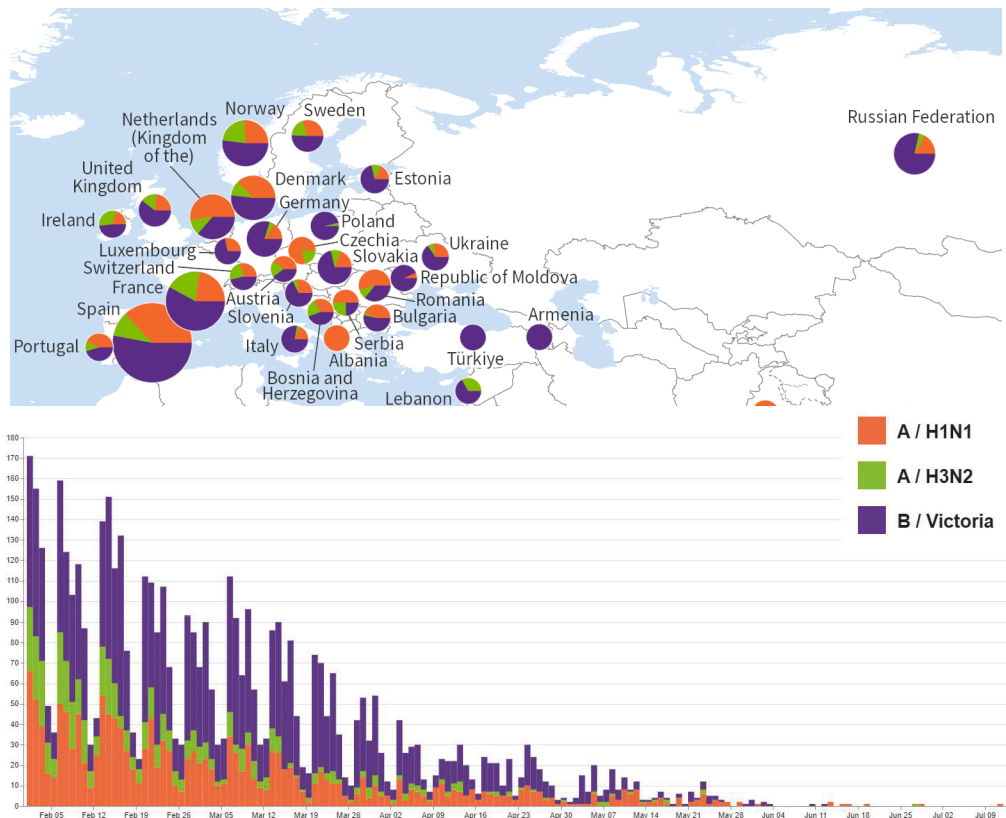 Norway
Sweden
Netherlands
(Kingdom
of the)
Russian Federation
United
Kingdom
Denmark
Estonia
Germany
Ireland
Poland
Luxembourg
Czechia
Ukraine
Switzerland
Slovakia
France
Republic of Moldova
Austria
Romania
Spain
Slovenia
Bulgaria
Armenia
Portugal
Italy
Serbia
Albania
Türkiye
Bosnia and
Herzegovina
Lebanon
A / H1N1
A / H3N2
B / Victoria
180
170
160
150
140
130
120
110
100
90
80
70
60
50
40
30
20
10
0
Feb 05 Feb 12 Feb 19 Feb 26 Mar 05 Mar 12 Mar 19 Mar 26 Apr 02 Apr 09 Apr 16 Apr 23 Apr 30 May 07 May 14 May 21 May 28 Jun 04 Jun 11 Jun 18 Jun 25 Jul 02 Jul 09